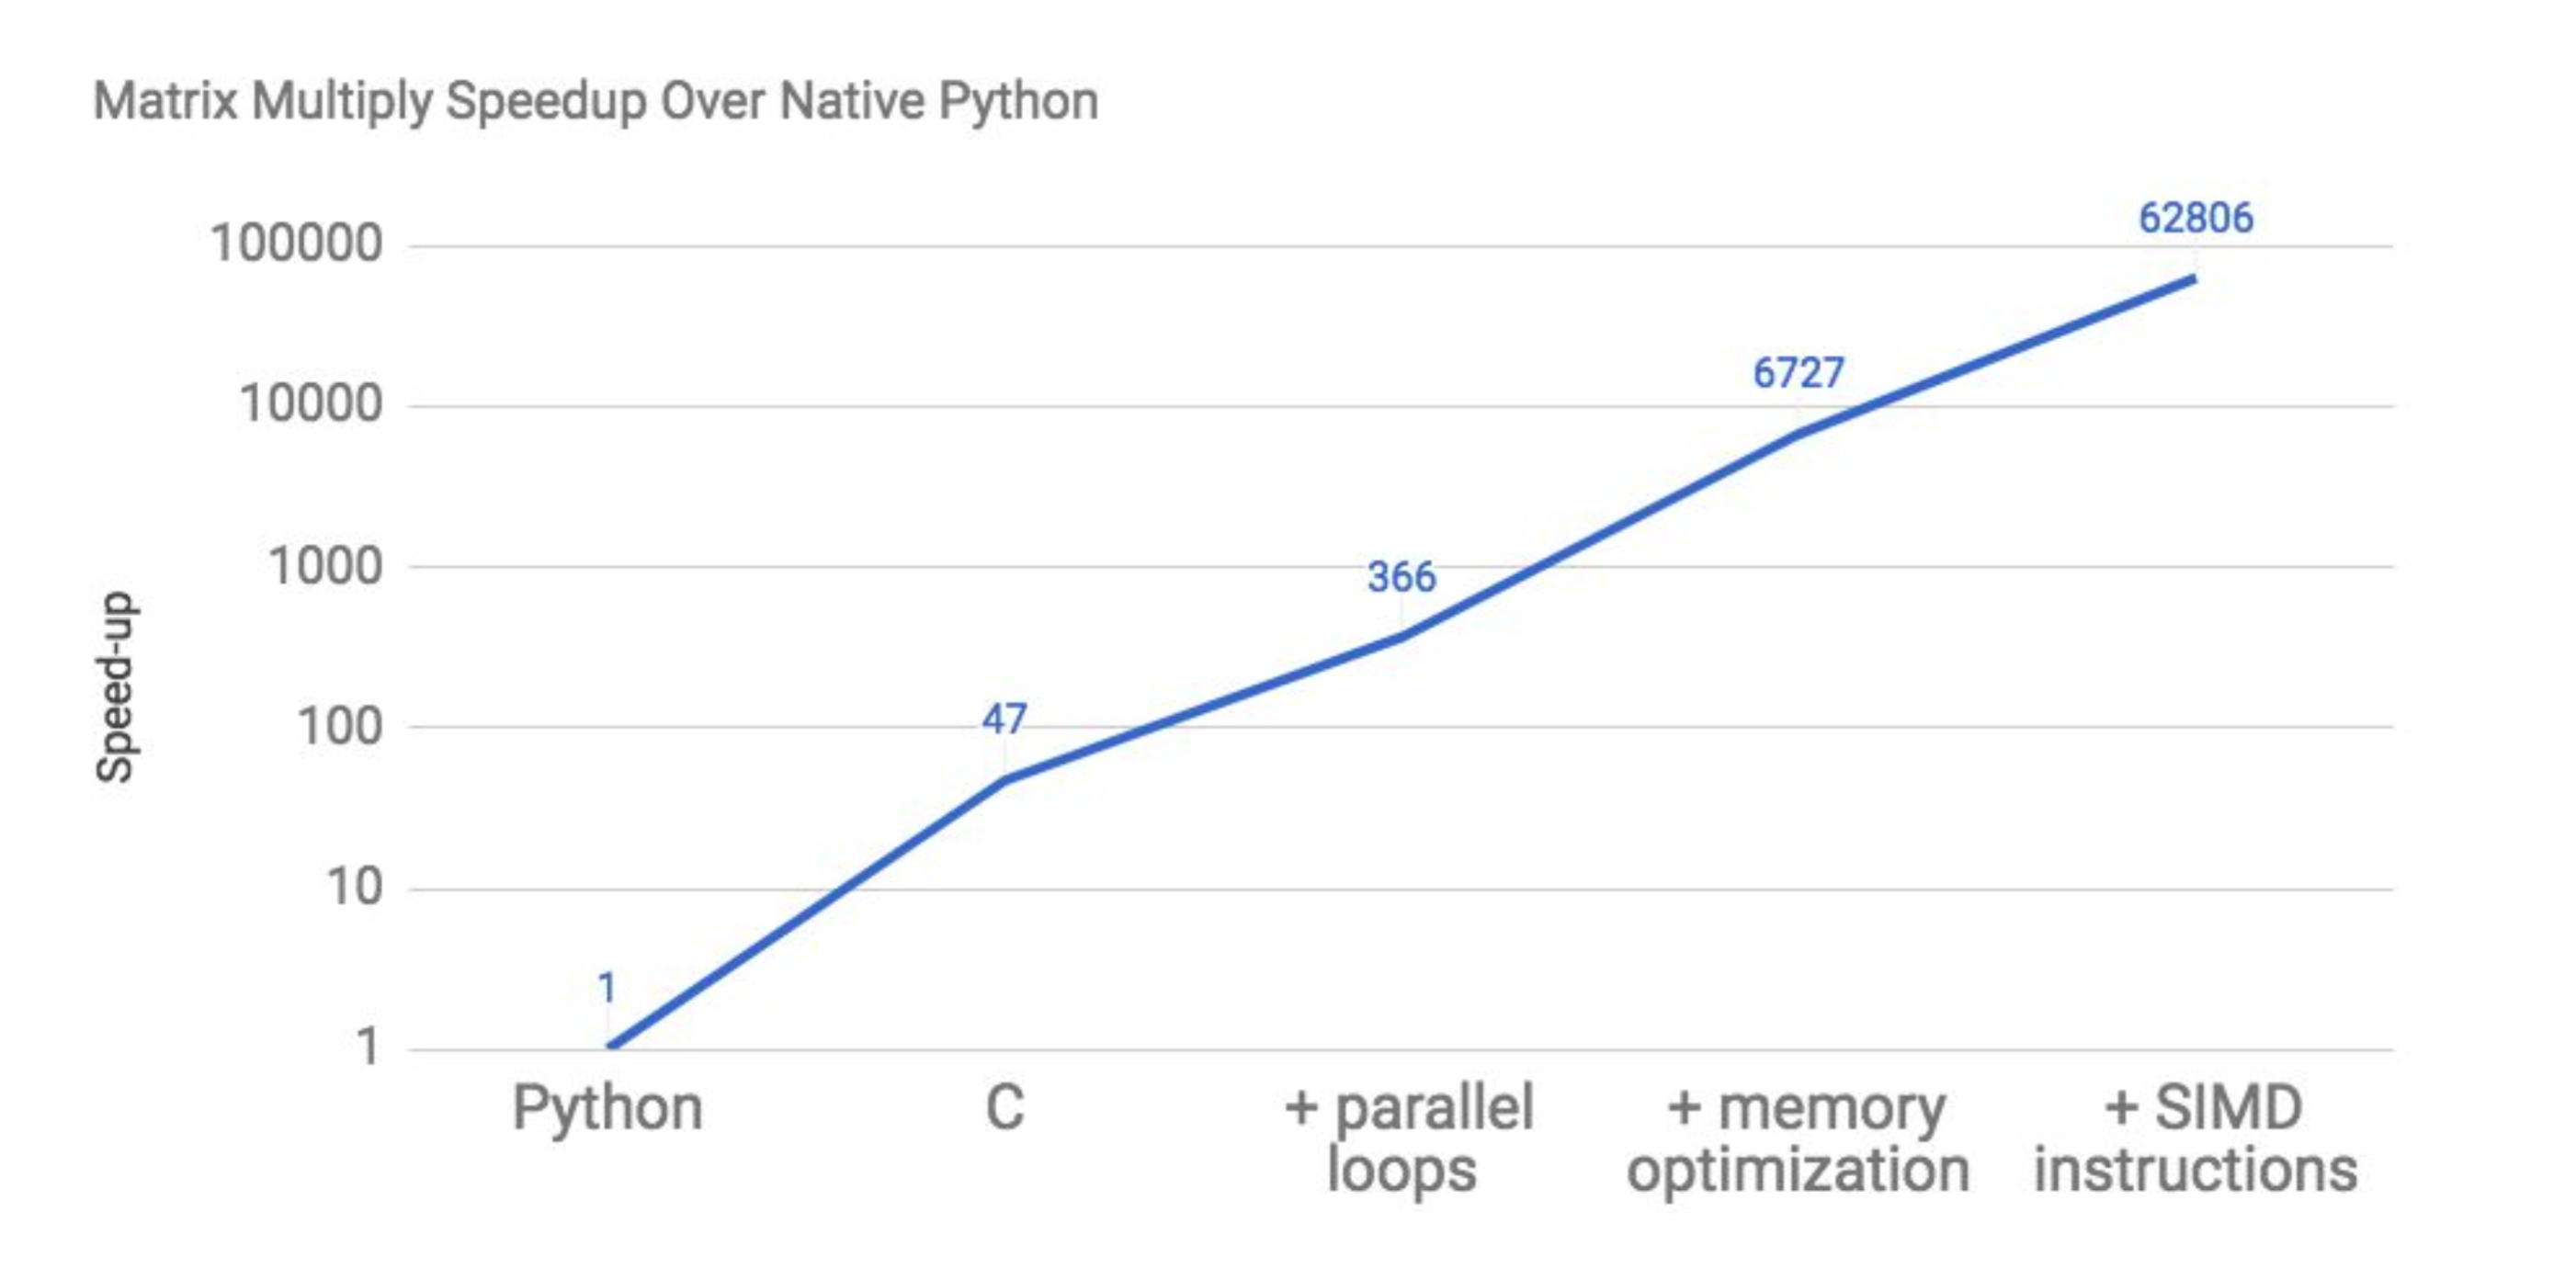 Matrix Multiply Speedup Over Native Python
Speed-up
100000
10000
1000
100
10
1
1
47
366
6727
62806
Python
C
+ parallel
loops
+ memory
optimization
+ SIMD
instructions